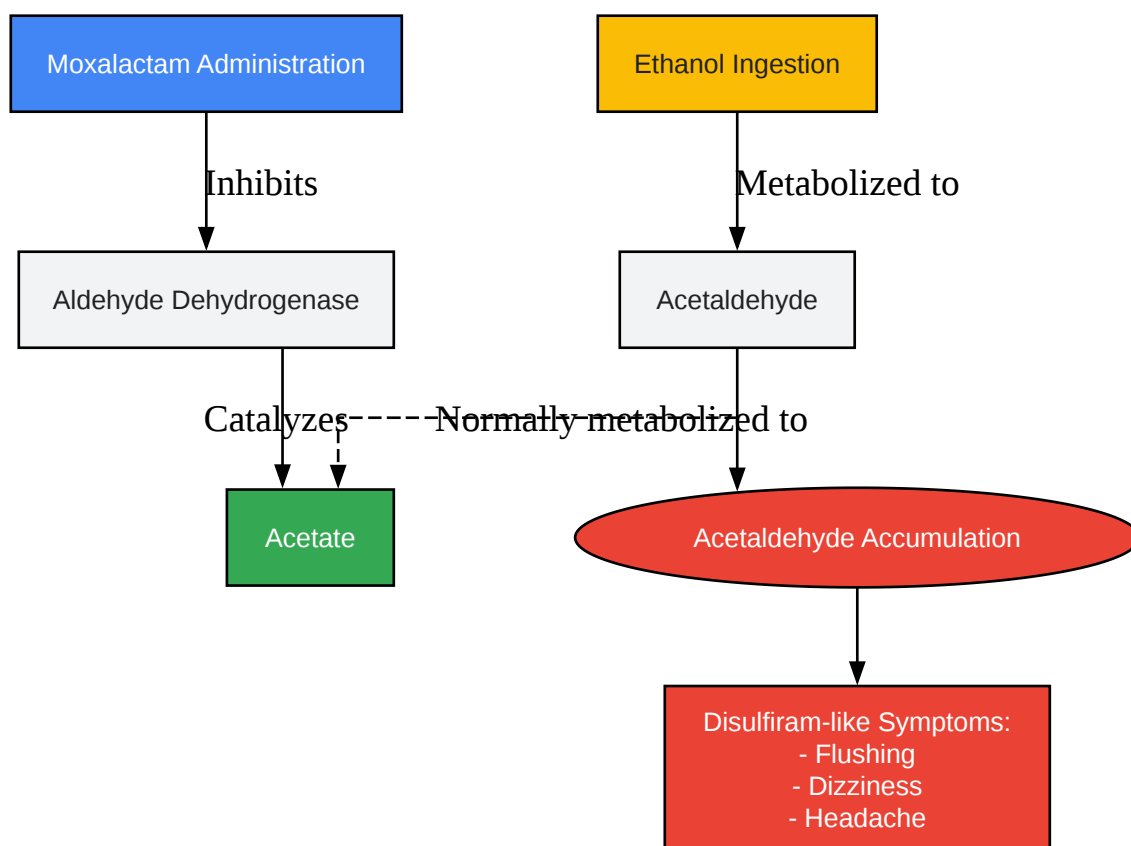 Moxalactam Administration
Ethanol Ingestion
Inhibits
Metabolized to
Aldehyde Dehydrogenase
Acetaldehyde
Catalyzes
Normally metabolized to
Acetate
Acetaldehyde Accumulation
Disulfiram-like Symptoms:
- Flushing
- Dizziness
- Headache